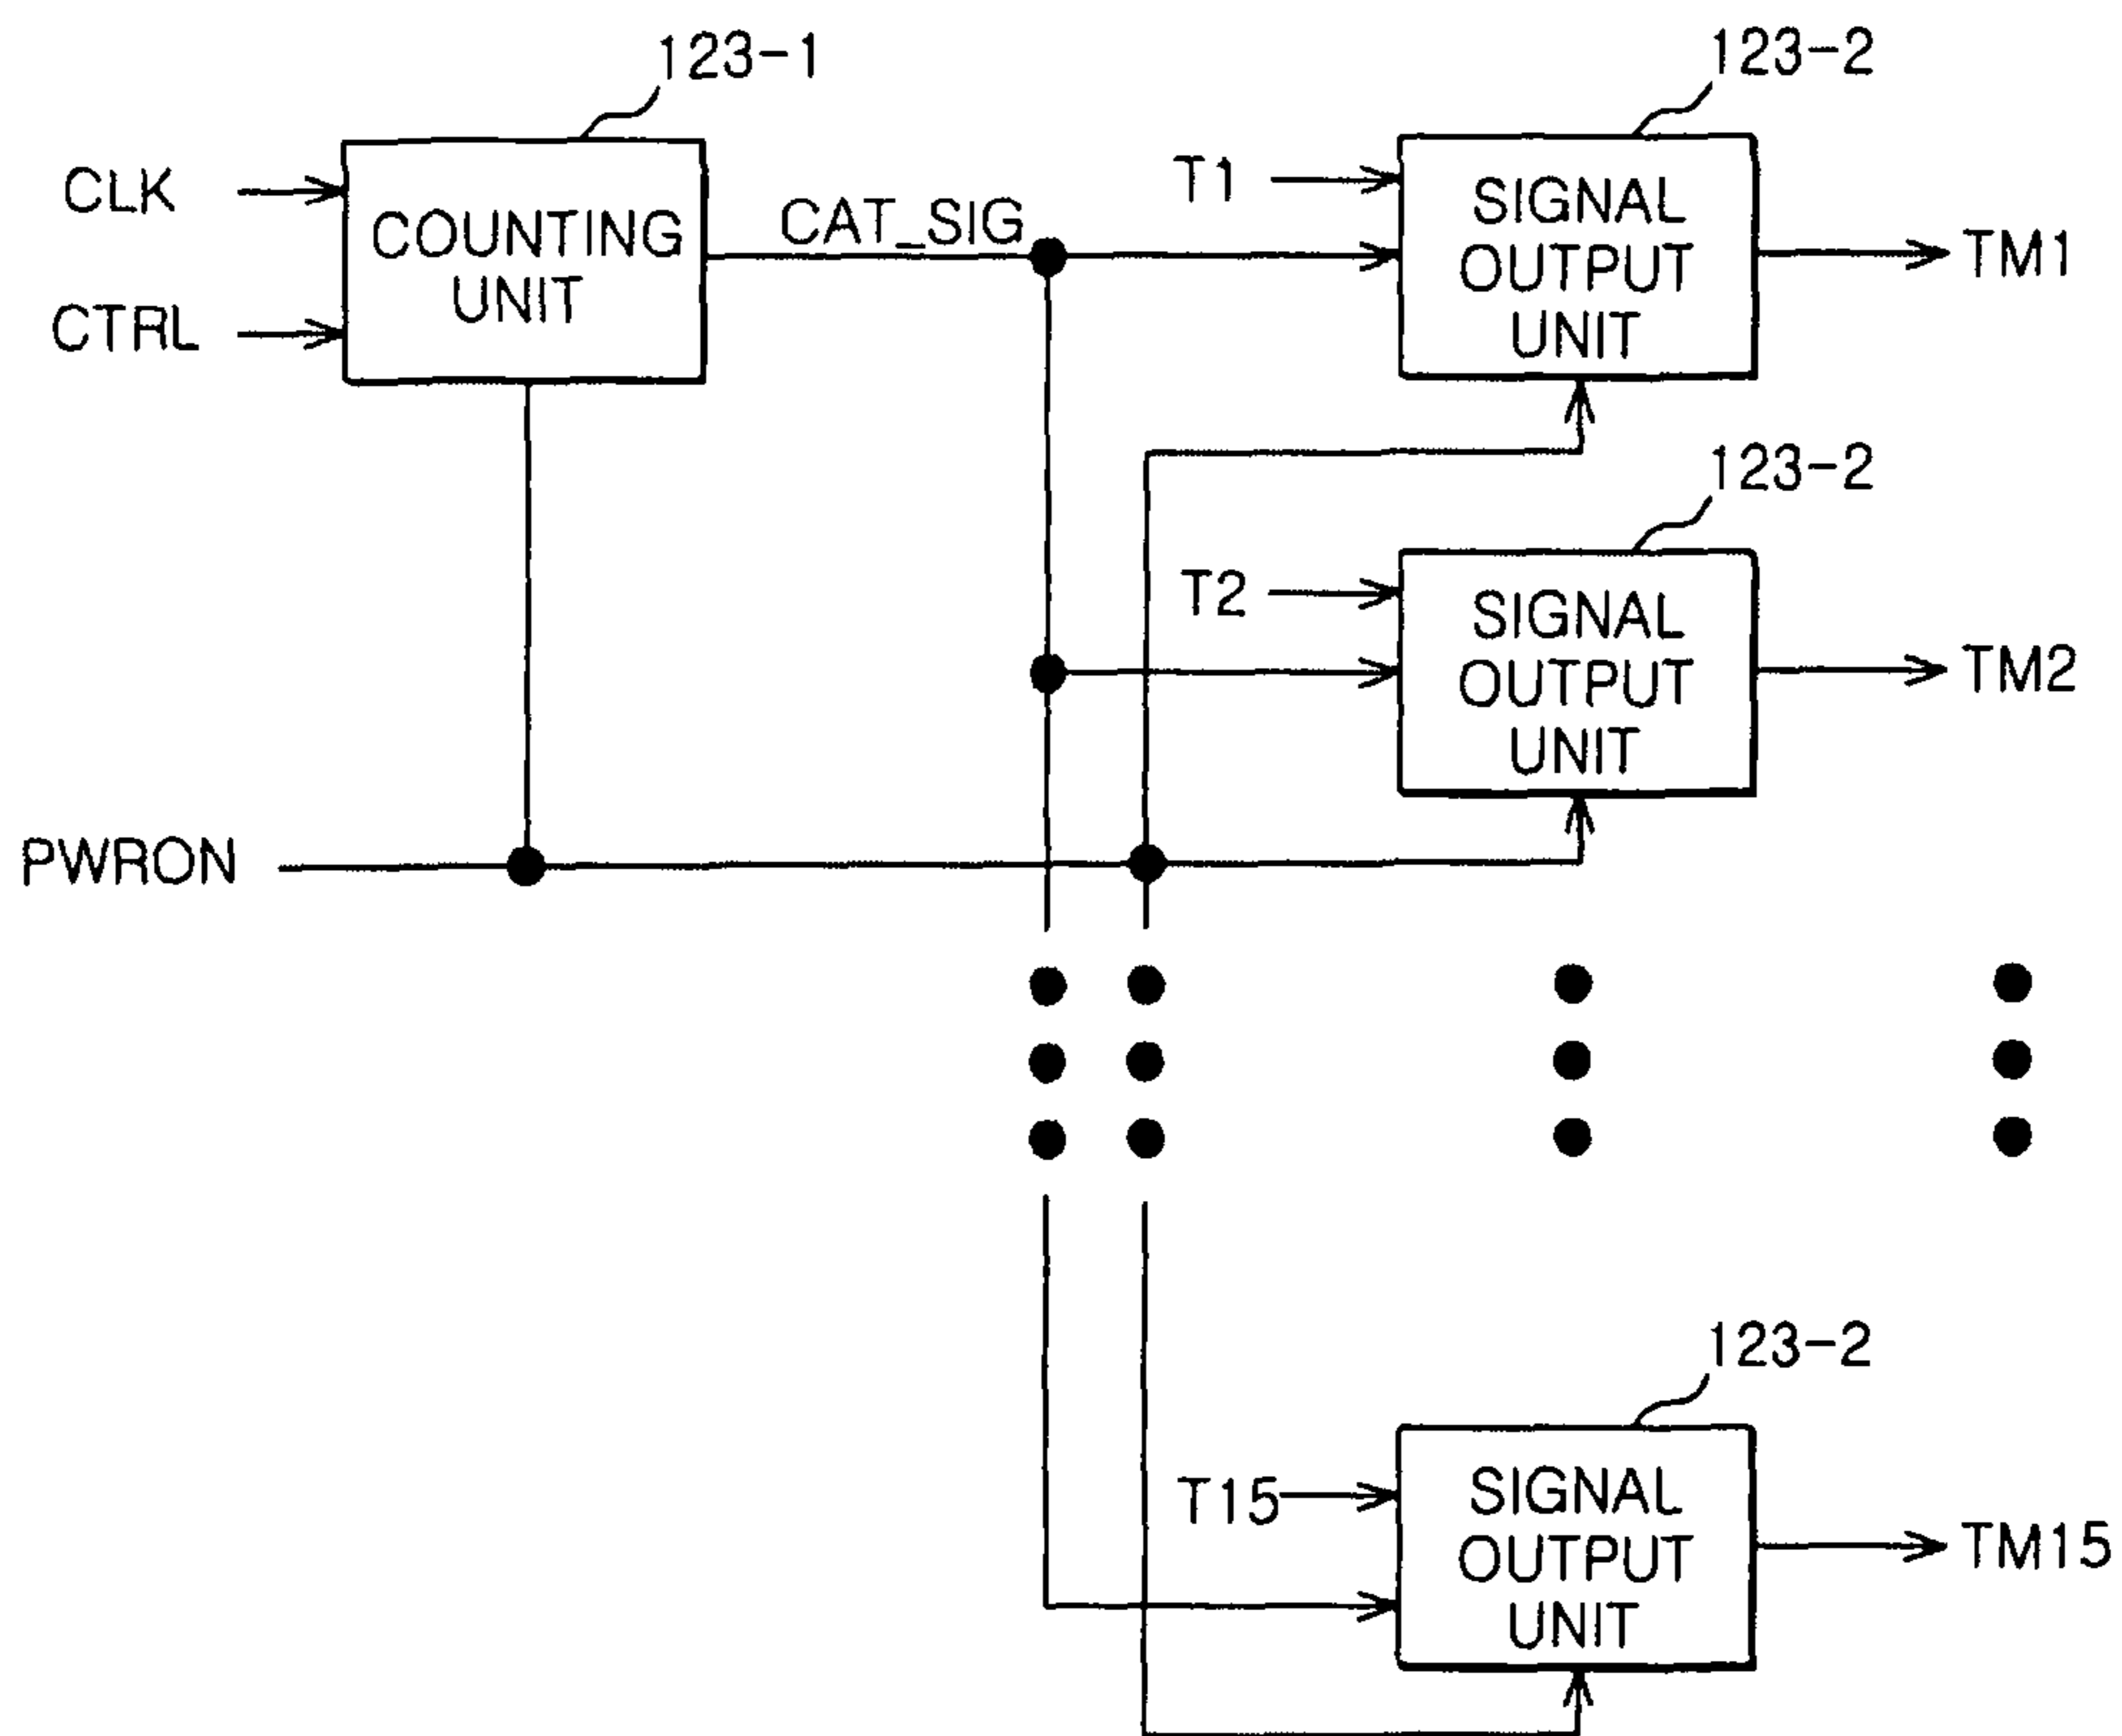 123-1
123-2
CLK
CTRL
COUNTING
UNIT
CAT_SIG
T1
SIGNAL
OUTPUT
UNIT
TM1
123-2
T2
SIGNAL
OUTPUT
UNIT
TM2
PWRON
123-2
T15
SIGNAL
OUTPUT
UNIT
TM15